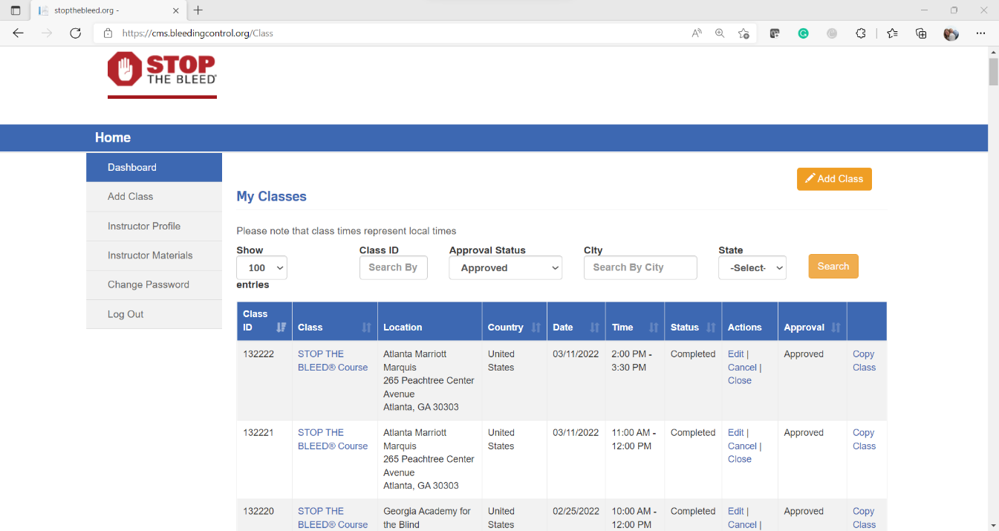 stopthebleed.org -
https://cms.bleedingcontrol.org/Class
STOP
THE BLEED®
Home
Dashboard
Add Class
Instructor Profile
Instructor Materials
Change Password
Log Out
Add Class
My Classes
Please note that class times represent local times
Show
100
entries
Class ID
Search By
Approval Status
Approved
City
Search By City
State
-Select-
Search
Class
ID
Class
Location
Country
Date
Time
Status
Actions
Approval
132222
STOP THE
BLEED® Course
Atlanta Marriott
Marquis
265 Peachtree Center
Avenue
Atlanta, GA 30303
United
States
03/11/2022
2:00 PM -
3:30 PM
Completed
Edit |
Cancel |
Close
Approved
Copy
Class
132221
STOP THE
BLEED® Course
Atlanta Marriott
Marquis
265 Peachtree Center
Avenue
Atlanta, GA 30303
United
States
03/11/2022
11:00 AM -
12:00 PM
Completed
Edit |
Cancel |
Close
Approved
Copy
Class
132220
STOP THE
BLEED® Course
Georgia Academy for
the Blind
United
States
02/25/2022
10:00 AM -
12:00 PM
Completed
Edit |
Cancel |
Approved
Copy
Class